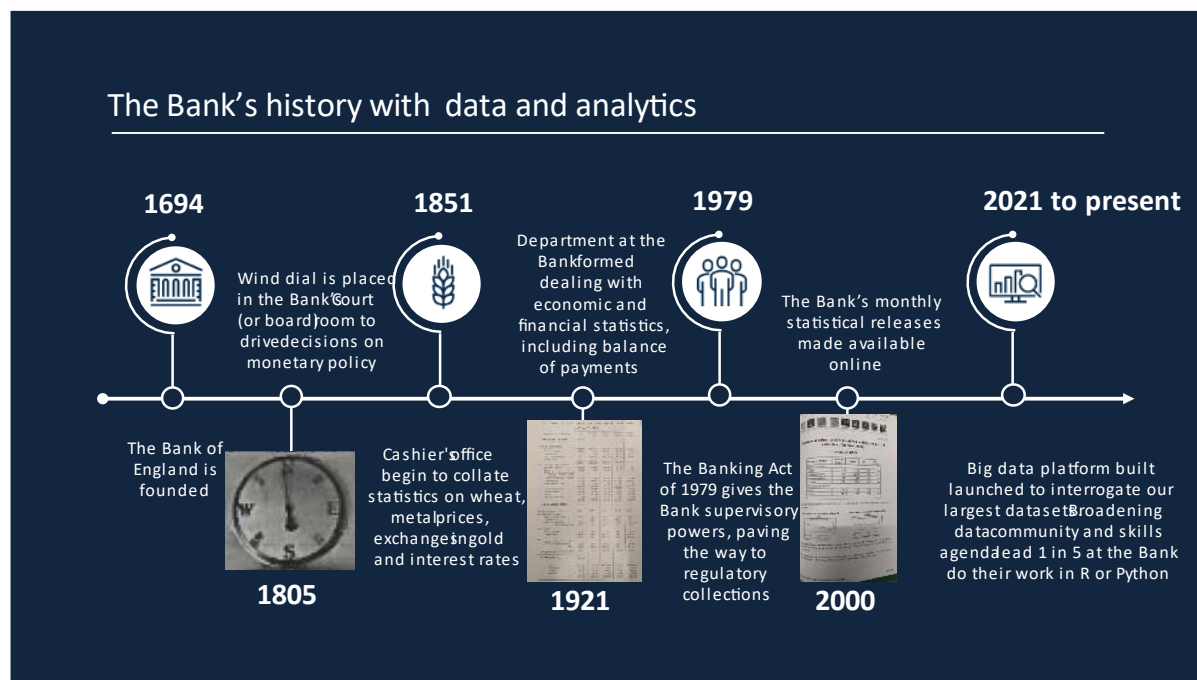 The Bank's history with data and analytics
1694
The Bank of
England is
founded
Wind dial is placed
in the Bank's Court
(or board) room to
drive decisions on
monetary policy
W
E
S
1805
1851
Cashier's office
begin to collate
statistics on wheat,
metal prices,
exchanges in gold
and interest rates
Department at the
Bank formed
dealing with
economic and
financial statistics,
including balance
of payments
1921
1979
The Banking Act
of 1979 gives the
Bank supervisory
powers, paving
the way to
regulatory
collections
The Bank's monthly
statistical releases
made available
online
2000
2021 to present
Big data platform built
launched to interrogate our
largest datasets Broadening
data community and skills
agenda lead 1 in 5 at the Bank
do their work in R or Python